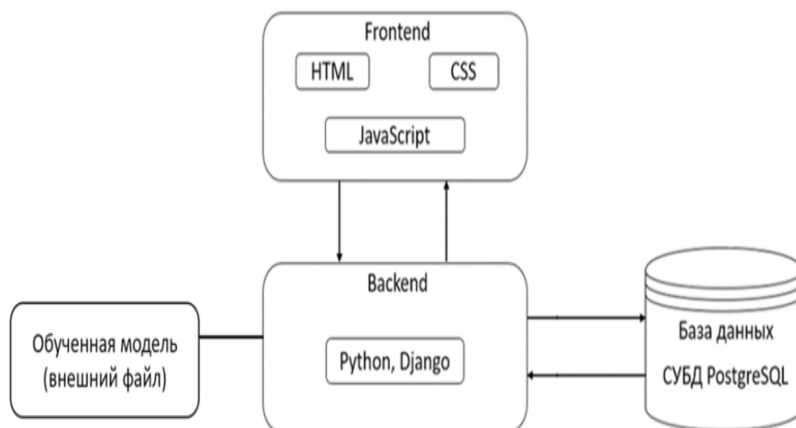 Frontend
HTML
CSS
JavaScript
Backend
Python, Django
Обученная модель
(внешний файл)
База данных
СУБД PostgreSQL